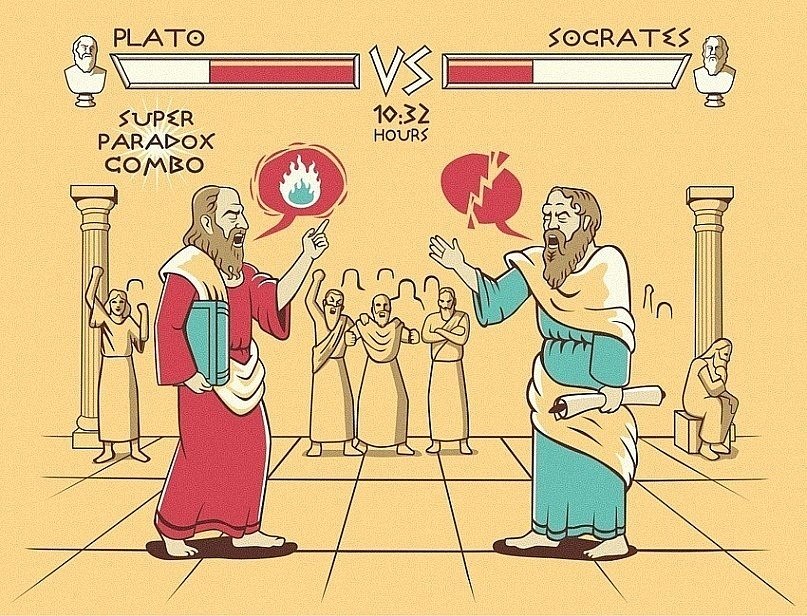 PLATO
VS
SOCRATES
10:32
HOURS
SUPER
PARADOX
COMBO